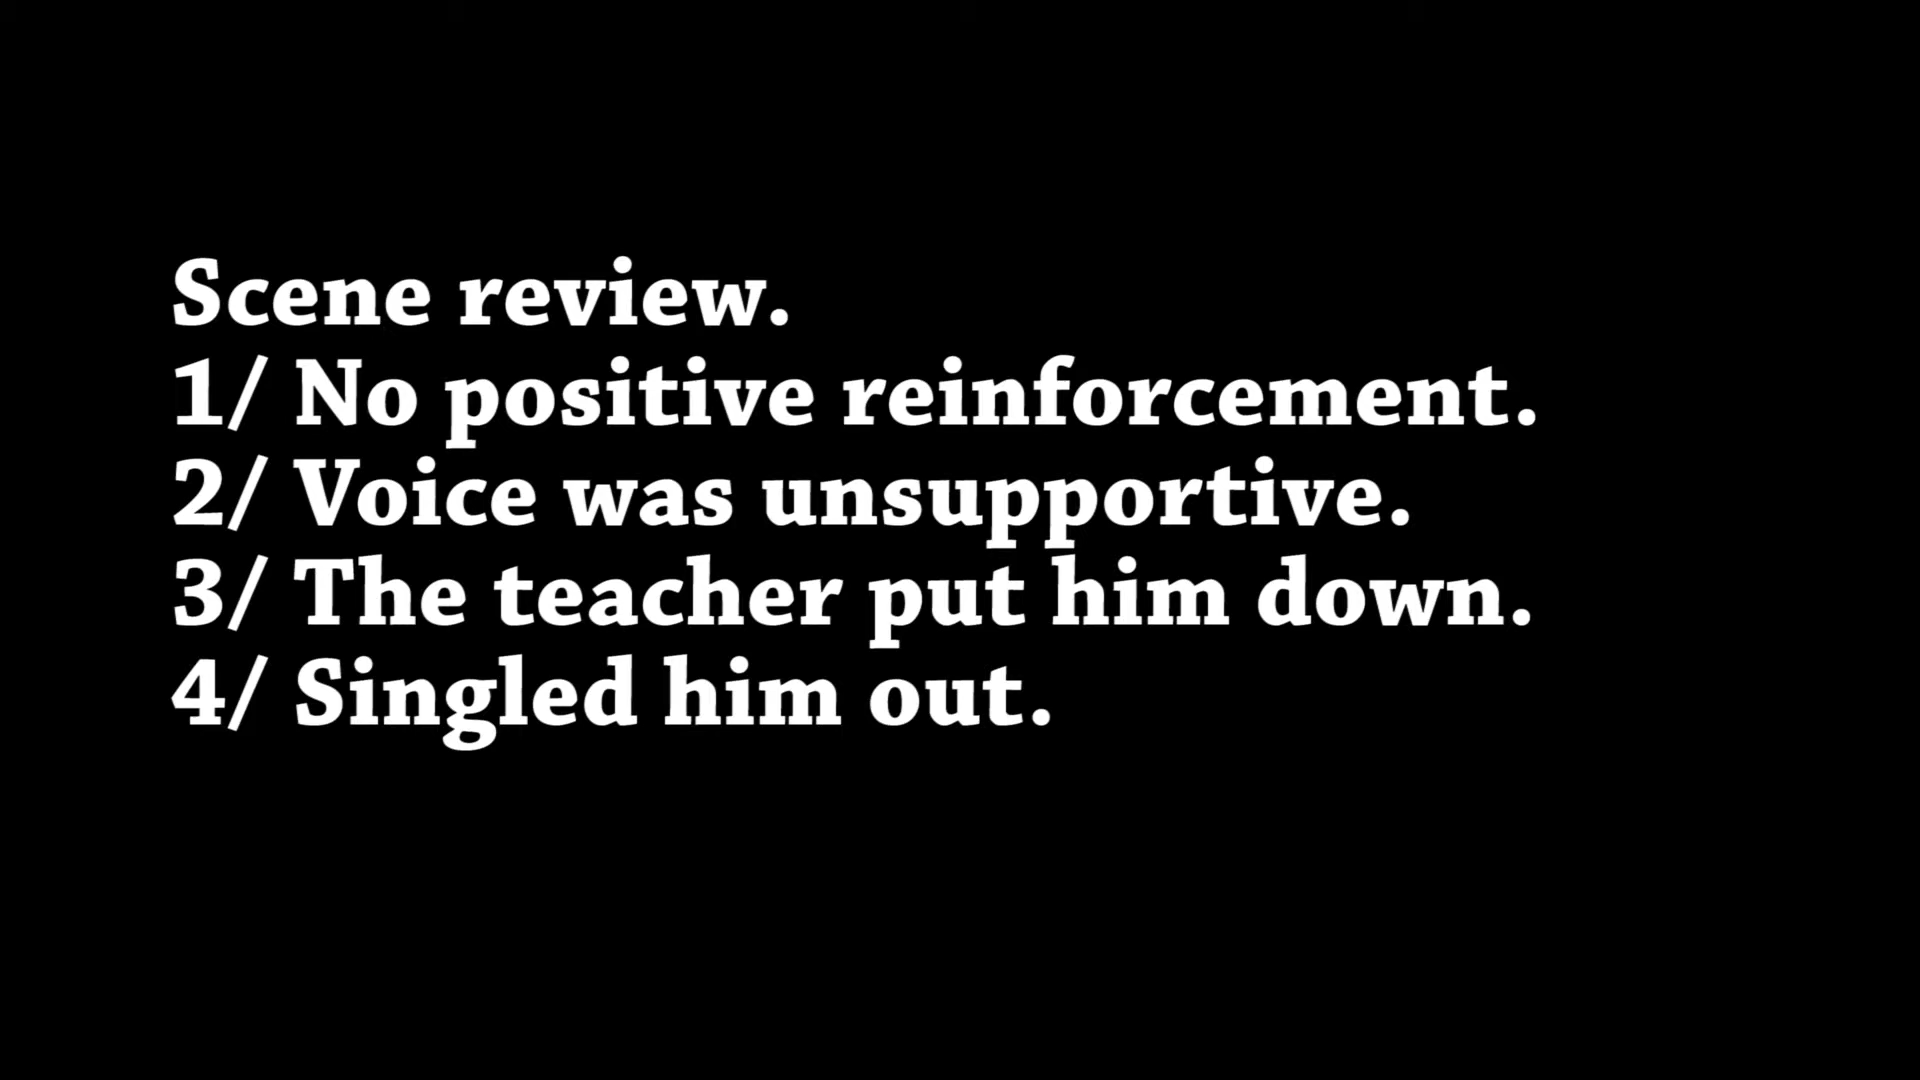 Scene review.
1/ No positive reinforcement.
2/ Voice was unsupportive.
3/ The teacher put him down.
4/ Singled him out.